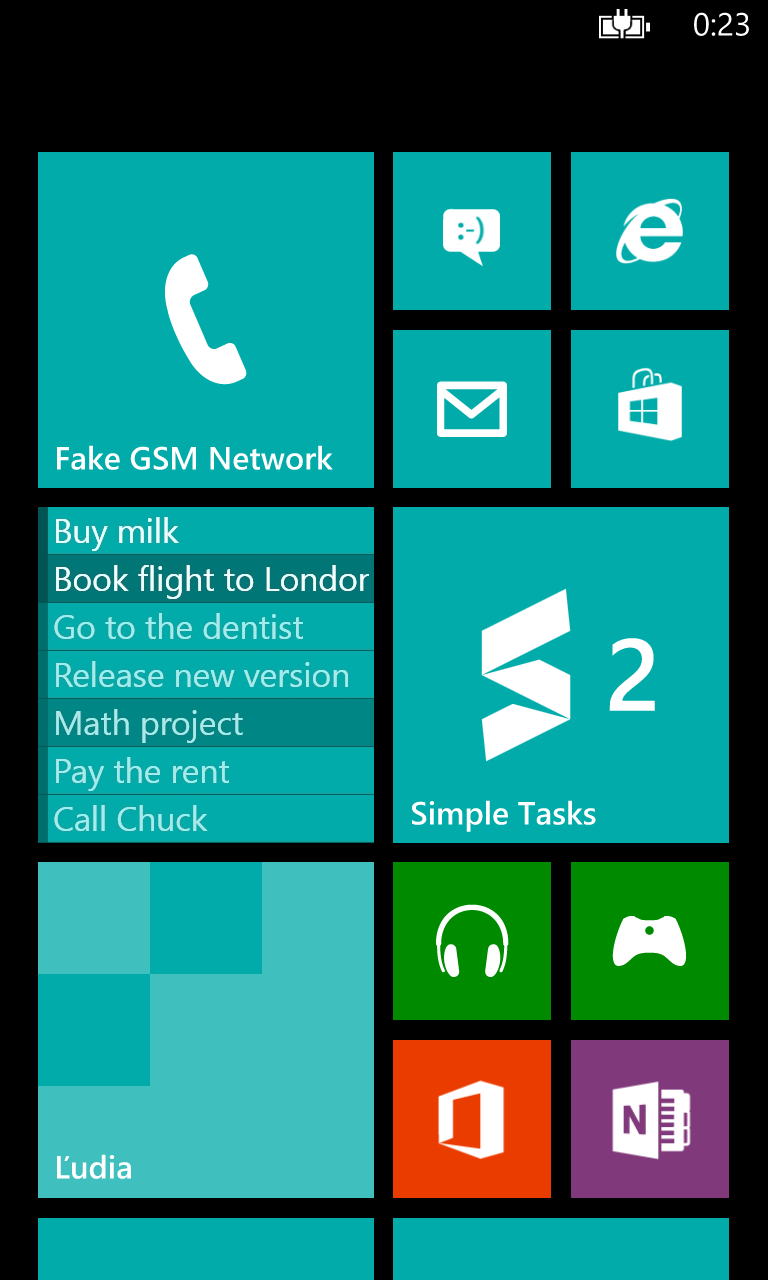 0:23
:-)
Fake GSM Network
Buy milk
Book flight to London
Go to the dentist
Release new version
Math project
Pay the rent
Call Chuck
2
Simple Tasks
Ľudia
N